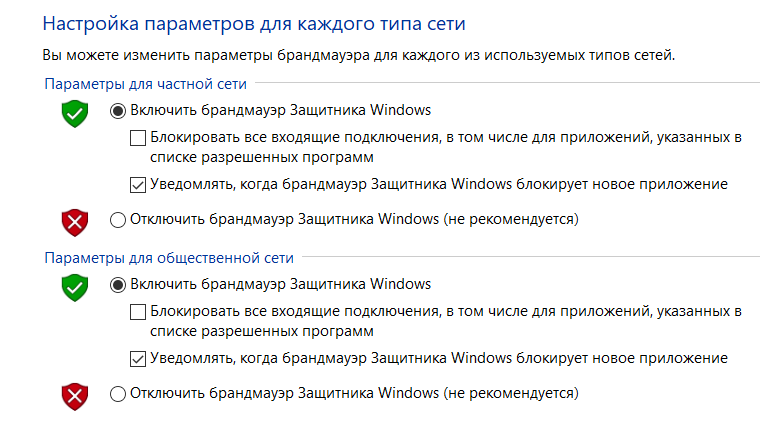 Настройка параметров для каждого типа сети
Вы можете изменить параметры брандмауэра для каждого из используемых типов сетей.
Параметры для частной сети
Включить брандмауэр Защитника Windows
Блокировать все входящие подключения, в том числе для приложений, указанных в
списке разрешенных программ
Уведомлять, когда брандмауэр Защитника Windows блокирует новое приложение
Отключить брандмауэр Защитника Windows (не рекомендуется)
Параметры для общественной сети
Включить брандмауэр Защитника Windows
Блокировать все входящие подключения, в том числе для приложений, указанных в
списке разрешенных программ
Уведомлять, когда брандмауэр Защитника Windows блокирует новое приложение
Отключить брандмауэр Защитника Windows (не рекомендуется)